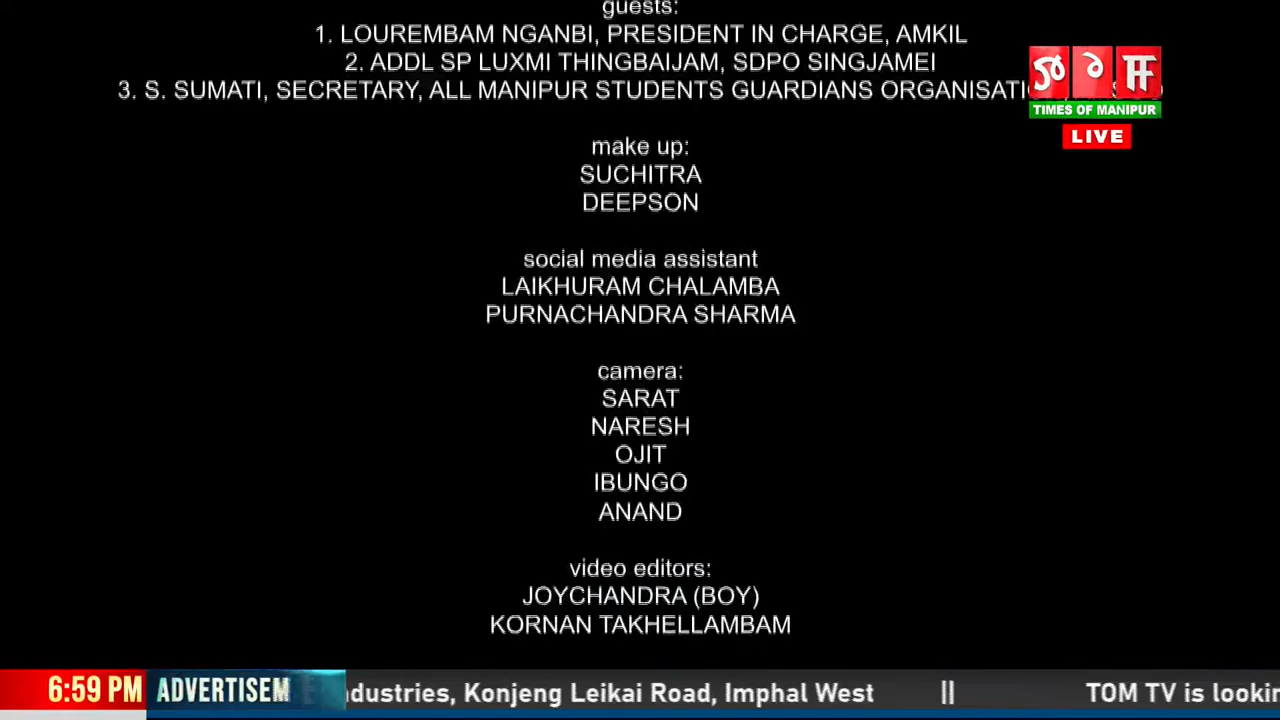 guests:
1. LOUREMBAM NGANBI, PRESIDENT IN CHARGE, AMKIL
2. ADDL SP LUXMI THINGBAIJAM, SDPO SINGJAMEI
3. S. SUMATI, SECRETARY, ALL MANIPUR STUDENTS GUARDIANS
TIMES OF MANIPUR
LIVE
make up:
SUCHITRA
DEEPSON
social media assistant
LAIKHURAM CHALAMBA
PURNACHANDRA SHARMA
camera:
SARAT
NARESH
OJIT
IBUNGO
ANAND
video editors:
JOYCHANDRA (BOY)
KORNAN TAKHELLAMBAM
6:59 PM ADVERTISEM dustries, Konjeng Leikai Road, Imphal West || TOM TV is lookin